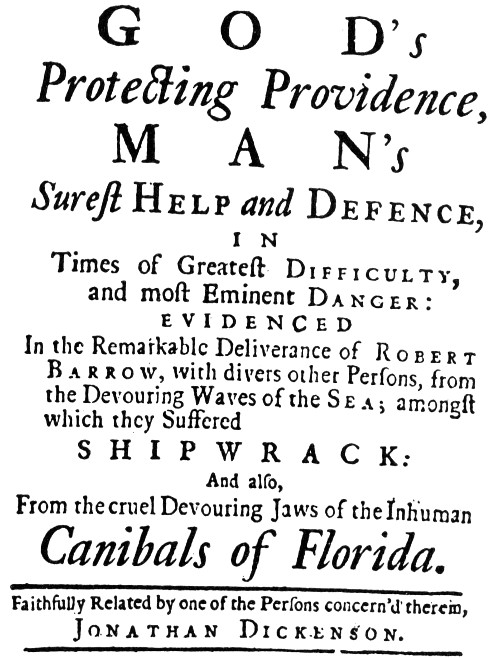 GOD's
Protecting Providence,
MAN's
Sureſt HELP and DEFENCE,
IN
Times of Greateſt DIFFICULTY,
and moſt Eminent DANGER:
EVIDENCED
In the Remarkable Deliverance of ROBERT
BARROW, with divers other Perſons, from
the Devouring Waves of the SEA; amongſt
which they Suffered
SHIPWRACK:
And alſo,
From the cruel Devouring Jaws of the Inhuman
Canibals of Florida.
Faithfully Related by one of the Perſons concern'd therein,
JONATHAN DICKENSON.